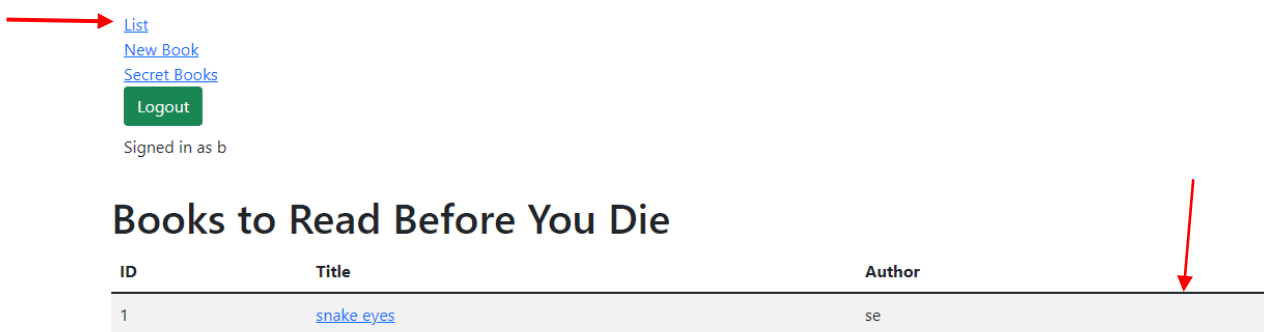 List
New Book
Secret Books
Logout
Signed in as b
Books to Read Before You Die
ID Title Author
1 snake eyes se